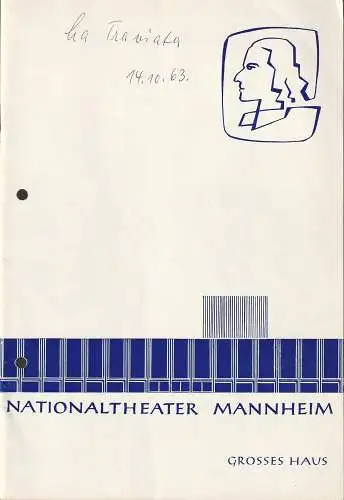 La Traviata
14.10.63.
NATIONALTHEATER MANNHEIM
GROSSES HAUS